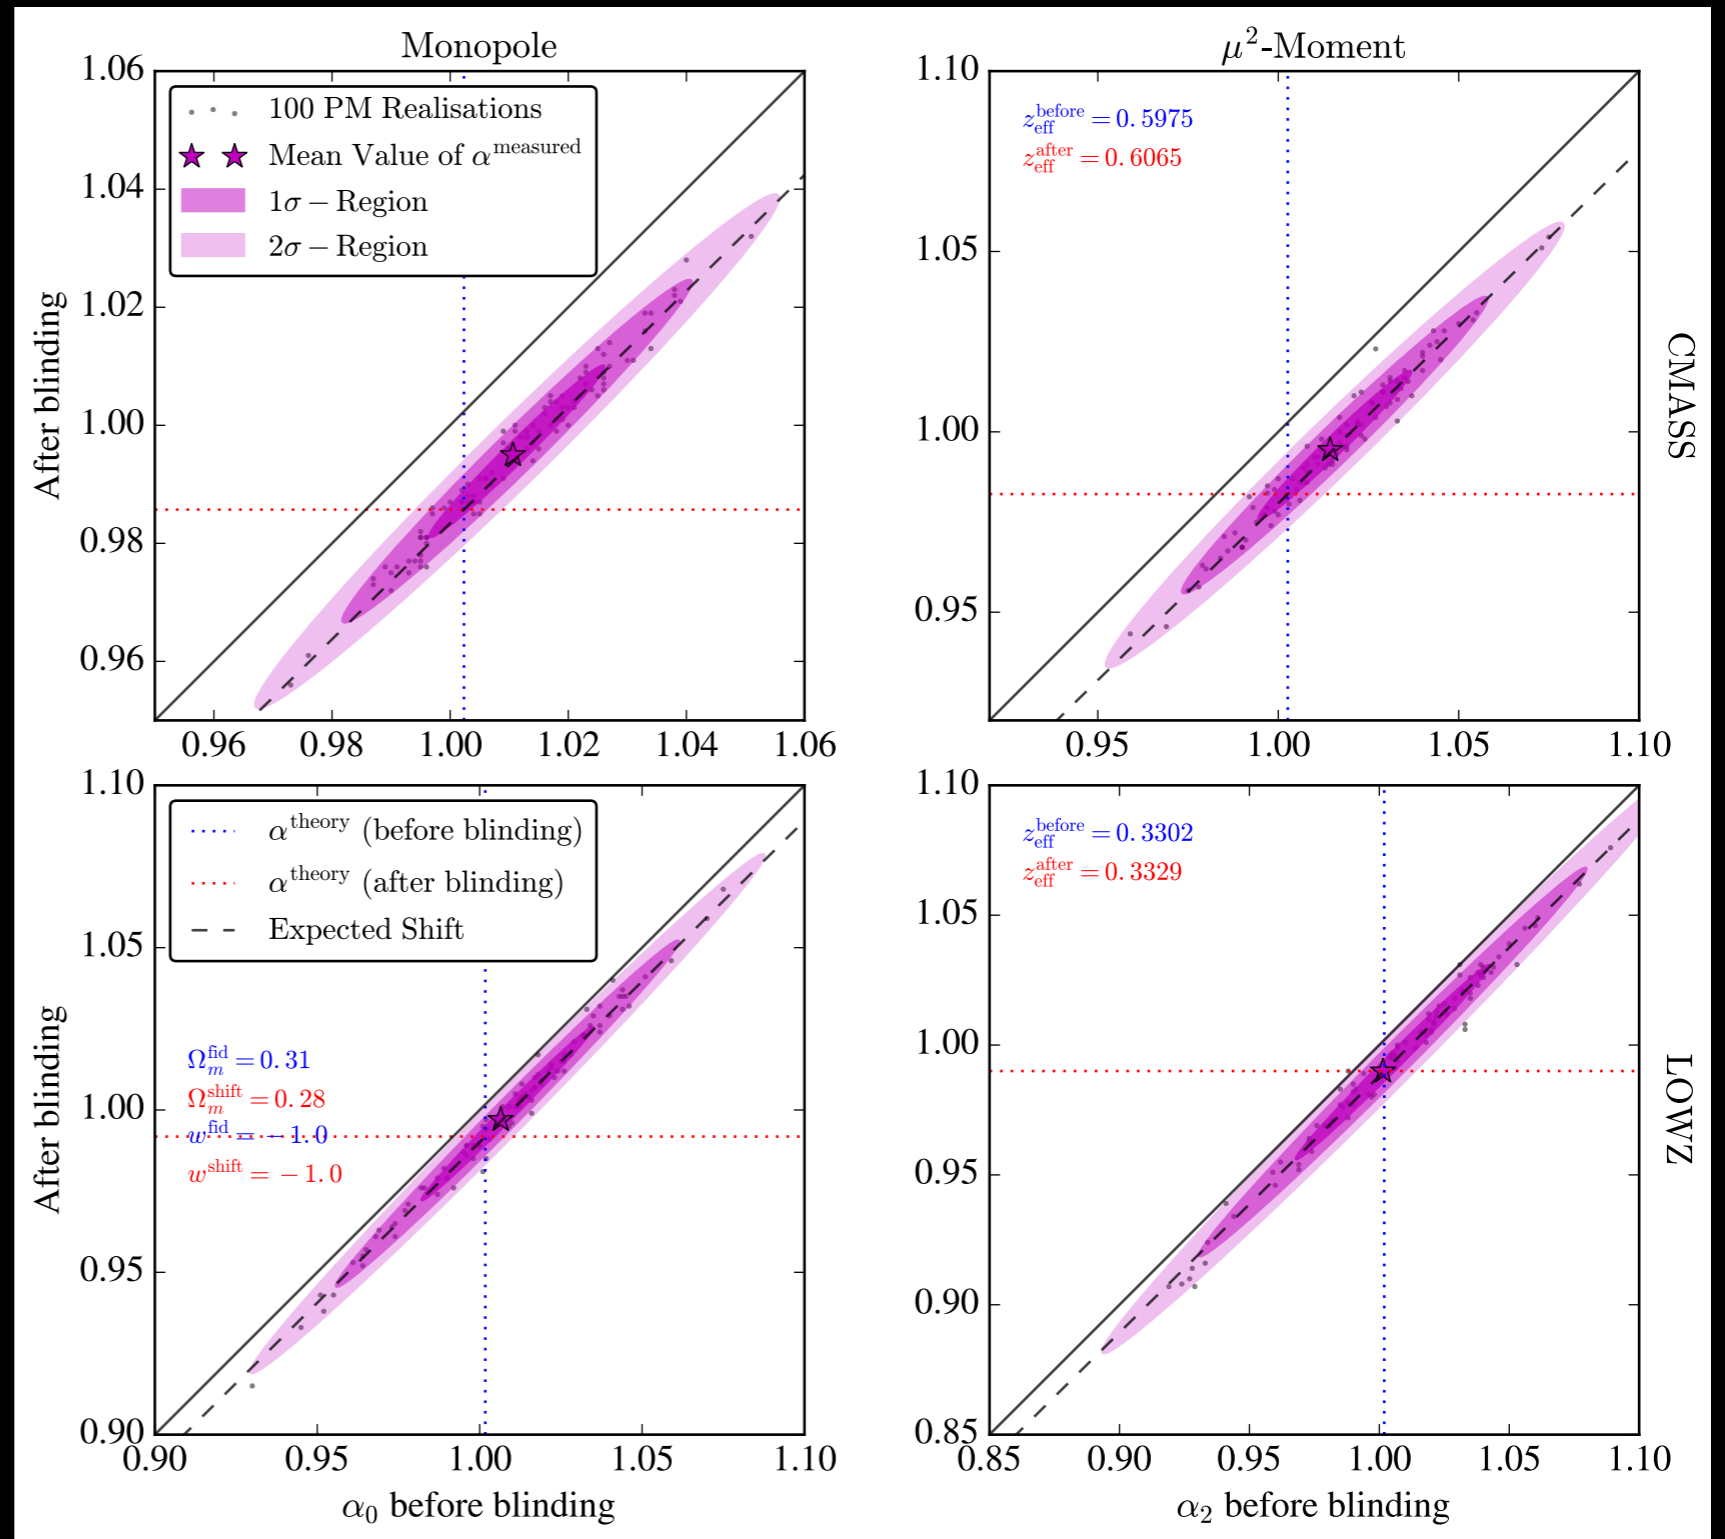 Monopole
μ²-Moment
1.06
1.04
1.02
1.00
0.98
0.96
After blinding
100 PM Realisations
Mean Value of α^measured
1σ − Region
2σ − Region
0.96 0.98 1.00 1.02 1.04 1.06
1.10
1.05
1.00
0.95
z_eff^before = 0.5975
z_eff^after = 0.6065
CMASS
0.95 1.00 1.05 1.10
1.10
1.05
1.00
0.95
0.90
After blinding
α^theory (before blinding)
α^theory (after blinding)
Expected Shift
Ω_m^fid = 0.31
Ω_m^shift = 0.28
w^fid = −1.0
w^shift = −1.0
0.90 0.95 1.00 1.05 1.10
α₀ before blinding
1.10
1.05
1.00
0.95
0.90
0.85
z_eff^before = 0.3302
z_eff^after = 0.3329
LOWZ
0.85 0.90 0.95 1.00 1.05 1.10
α₂ before blinding